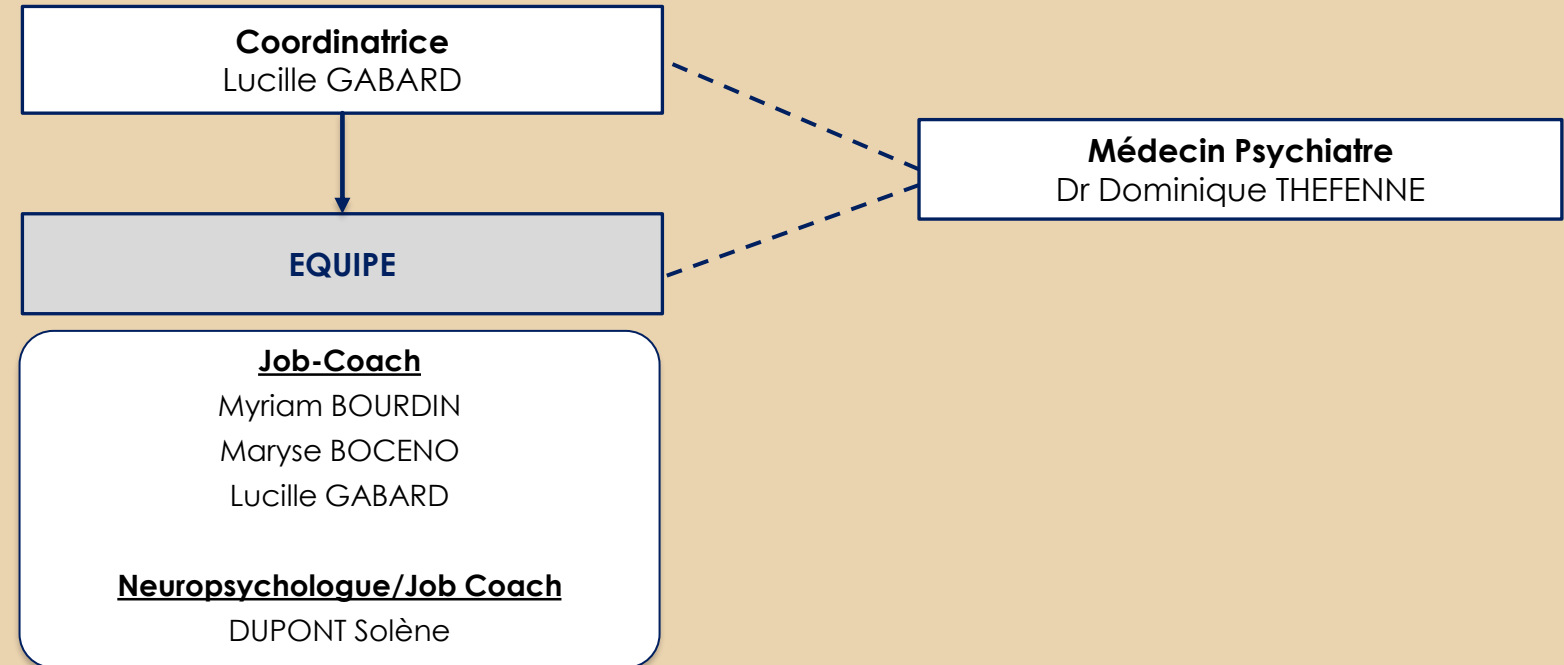 Coordinatrice
Lucille GABARD
Médecin Psychiatre
Dr Dominique THEFENNE
EQUIPE
Job-Coach
Myriam BOURDIN
Maryse BOCENO
Lucille GABARD
Neuropsychologue/Job Coach
DUPONT Solène